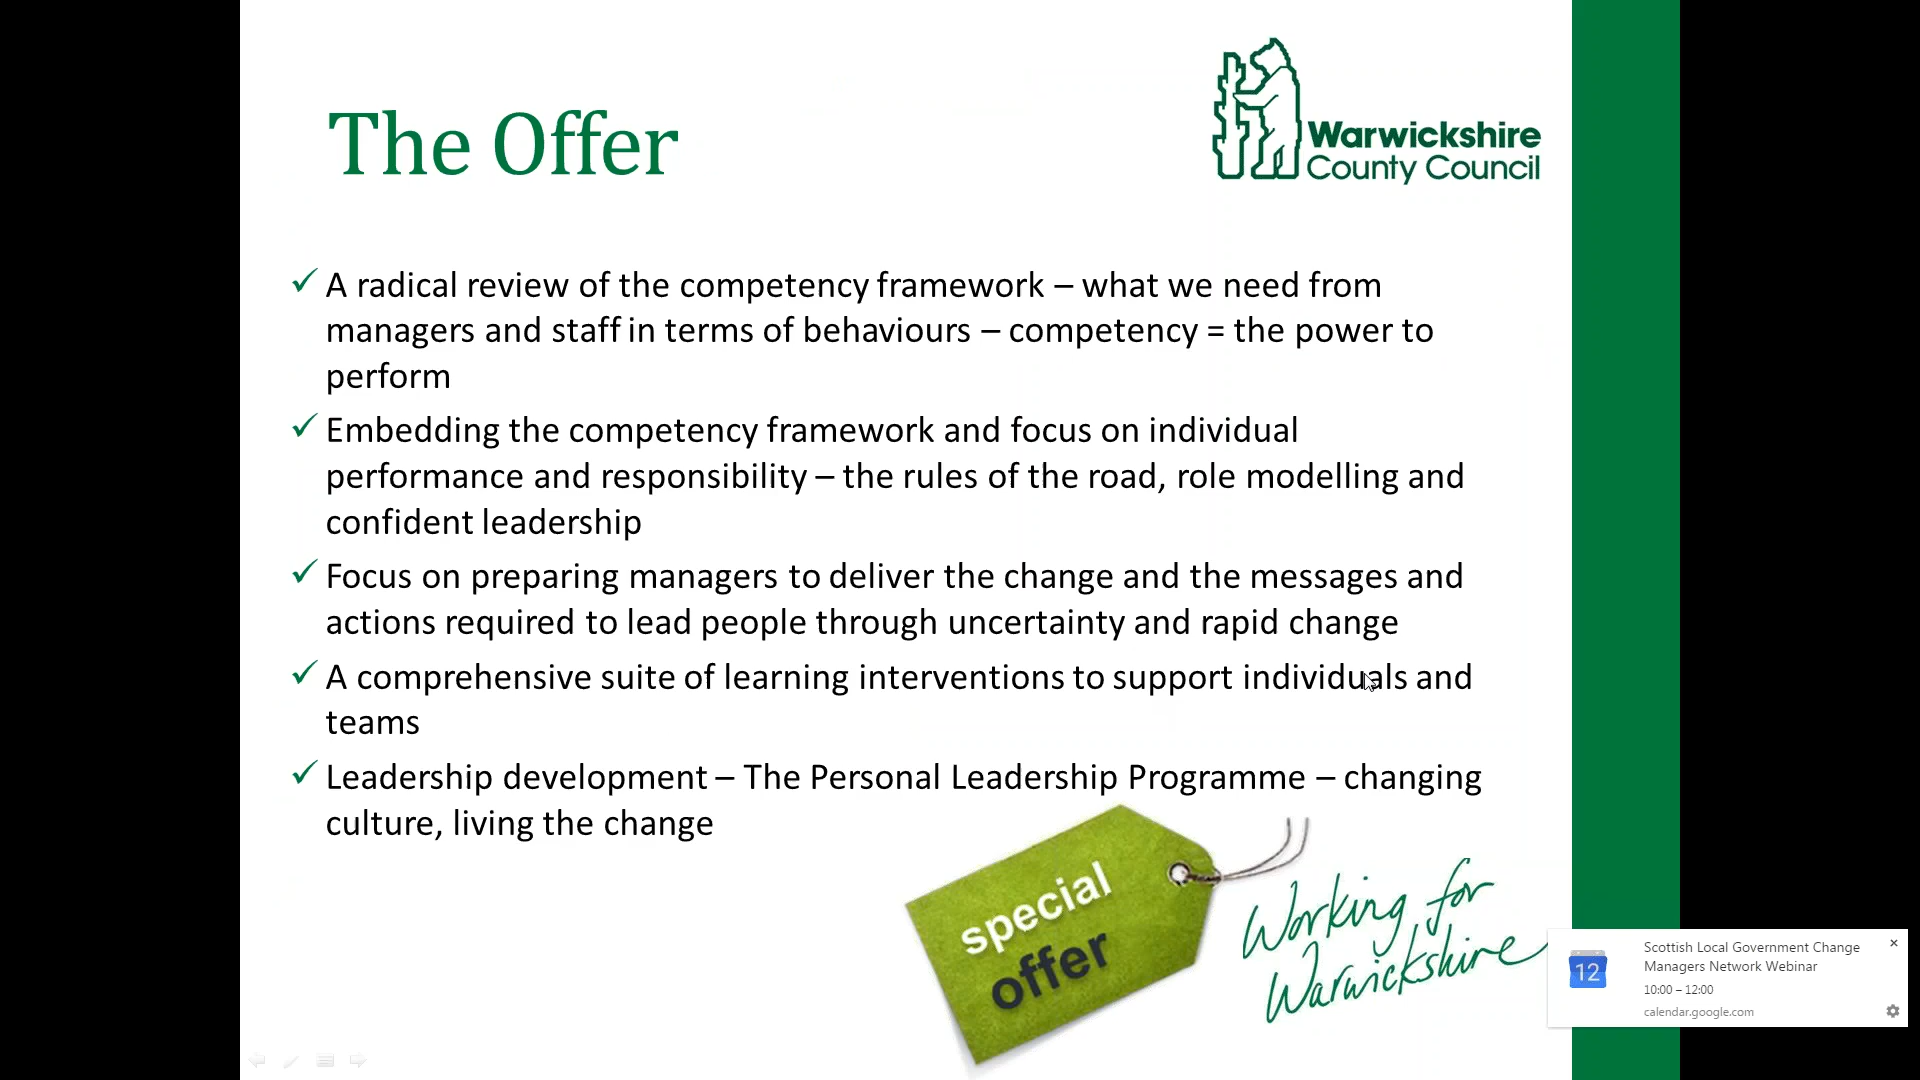 The Offer
Warwickshire
County Council
✓ A radical review of the competency framework – what we need from
managers and staff in terms of behaviours – competency = the power to
perform
✓ Embedding the competency framework and focus on individual
performance and responsibility – the rules of the road, role modelling and
confident leadership
✓ Focus on preparing managers to deliver the change and the messages and
actions required to lead people through uncertainty and rapid change
✓ A comprehensive suite of learning interventions to support individuals and
teams
✓ Leadership development – The Personal Leadership Programme – changing
culture, living the change
special
offer
Working for
Warwickshire
12
Scottish Local Government Change
Managers Network Webinar
10:00 – 12:00
calendar.google.com